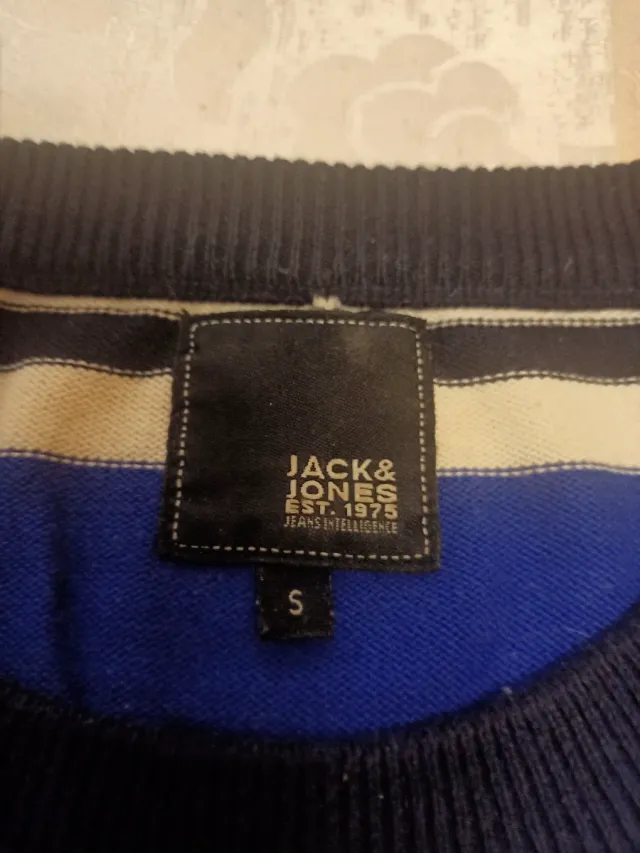 JACK&
JONES
EST. 1975
JEANS INTELLIGENCE
S